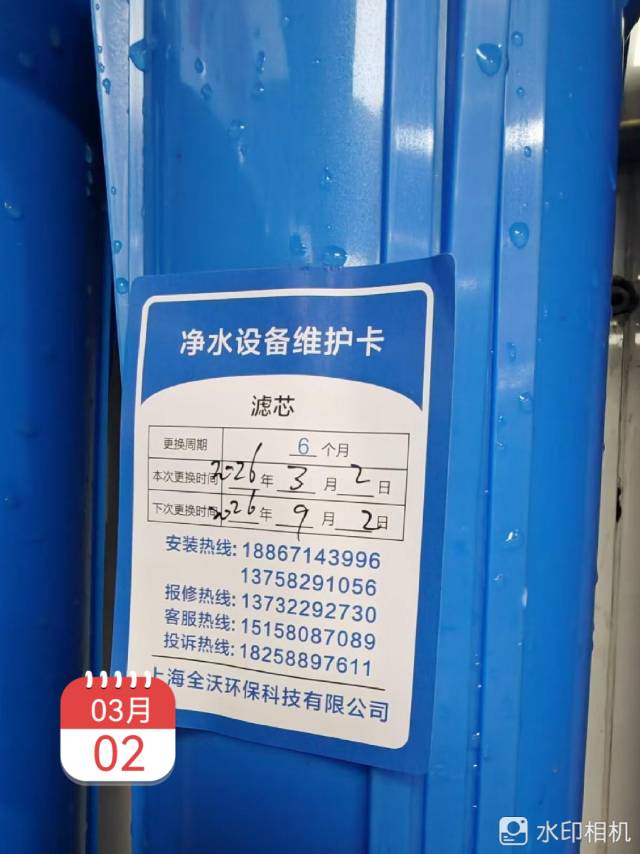 净水设备维护卡
滤芯
更换周期 6 个月
本次更换时间 2026 年 3 月 2 日
下次更换时间 2026 年 9 月 2 日
安装热线: 18867143996
13758291056
报修热线: 13732292730
客服热线: 15158087089
投诉热线: 18258897611
上海全沃环保科技有限公司
03月
02
水印相机